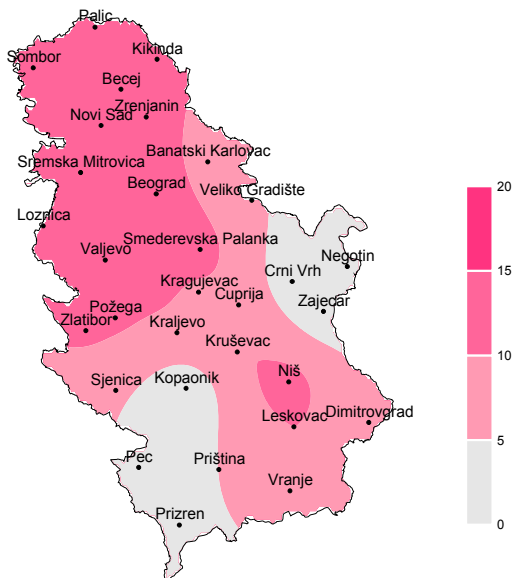 Palic
Kikinda
Sombor
Becej
Zrenjanin
Novi Sad
Banatski Karlovac
Sremska Mitrovica
Beograd
Veliko Gradište
Loznica
Smederevska Palanka
Valjevo
Negotin
Crni Vrh
Kragujevac
Cuprija
Zajecar
Požega
Zlatibor
Kraljevo
Kruševac
Niš
Sjenica
Kopaonik
Leskovac
Dimitrovgrad
Pec
Priština
Vranje
Prizren
20
15
10
5
0